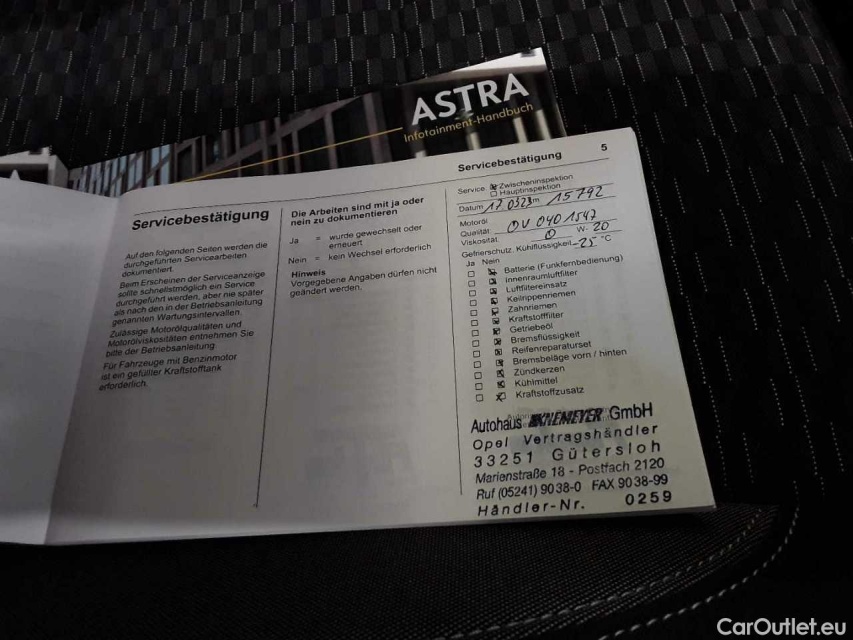 ASTRA
Infotainment-Handbuch
Servicebestätigung 5
Servicebestätigung
Auf den folgenden Seiten werden die
durchgeführten Servicearbeiten
dokumentiert.
Beim Erscheinen der Serviceanzeige
sollte schnellstmöglich ein Service
durchgeführt werden, aber nie später
als nach den in der Betriebsanleitung
genannten Wartungsintervallen.
Zulässige Motorölqualitäten und
Motorölviskositäten entnehmen Sie
bitte der Betriebsanleitung.
Für Fahrzeuge mit Benzinmotor
ist ein gefüllter Kraftstofftank
erforderlich.
Die Arbeiten sind mit ja oder
nein zu dokumentieren
Ja = wurde gewechselt oder
erneuert
Nein = kein Wechsel erforderlich
Hinweis
Vorgegebene Angaben dürfen nicht
geändert werden.
Service Zwischeninspektion
Hauptinspektion
Datum 17.0323 km 15792
Motoröl
Qualität: OV 040 1547
Viskosität: 0 W- 20
Gefrierschutz, Kühlflüssigkeit -25 °C
Ja Nein
Batterie (Funkfernbedienung)
Innenraumluftfilter
Luftfiltereinsatz
Keilrippenriemen
Zahnriemen
Kraftstofffilter
Getriebeöl
Bremsflüssigkeit
Reifenreparaturset
Bremsbeläge vorn / hinten
Zündkerzen
Kühlmittel
Kraftstoffzusatz
Autohaus KNEMEYER GmbH
Opel Vertragshändler
33251 Gütersloh
Marienstraße 18 - Postfach 2120
Ruf (05241) 9038-0 FAX 9038-99
Händler-Nr. 0259
CarOutlet.eu